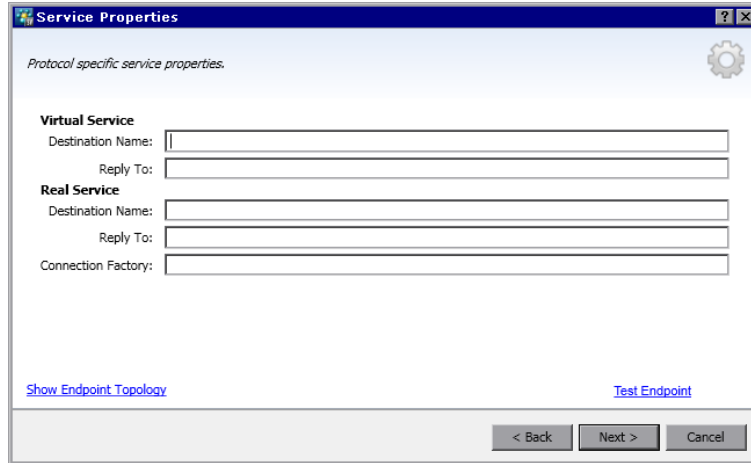 Service Properties
Protocol specific service properties.
Virtual Service
Destination Name:
Reply To:
Real Service
Destination Name:
Reply To:
Connection Factory:
Show Endpoint Topology
Test Endpoint
< Back
Next >
Cancel